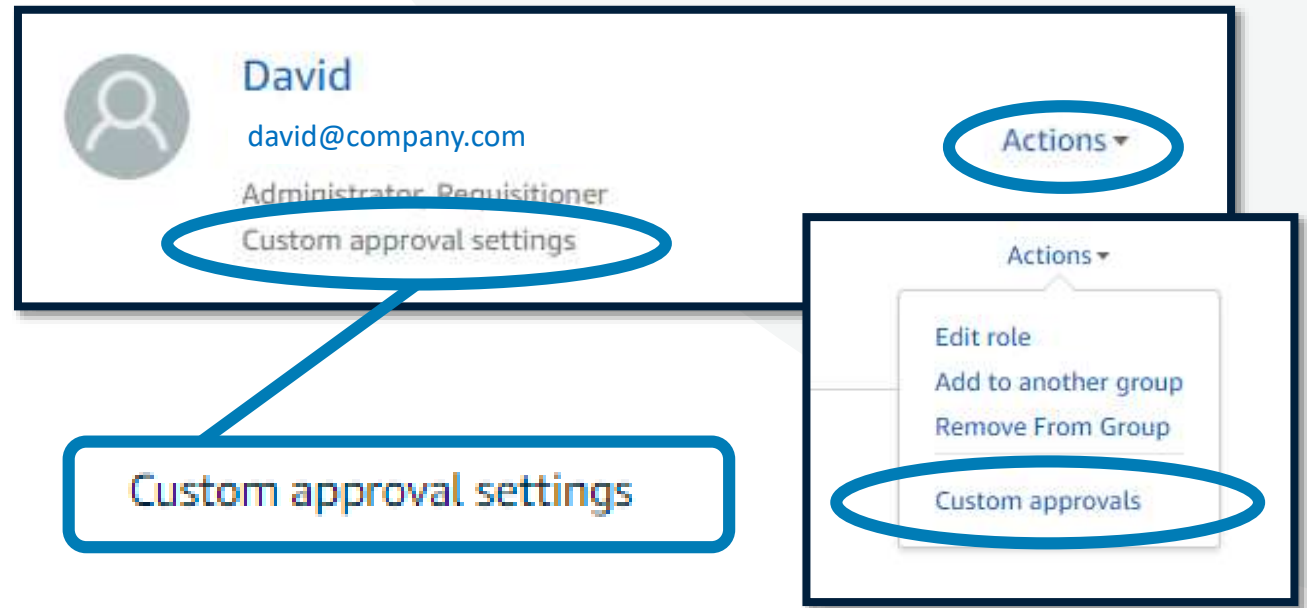 David
david@company.com
Actions
Administrator, Requisitioner
Custom approval settings
Actions
Edit role
Add to another group
Remove From Group
Custom approvals
Custom approval settings